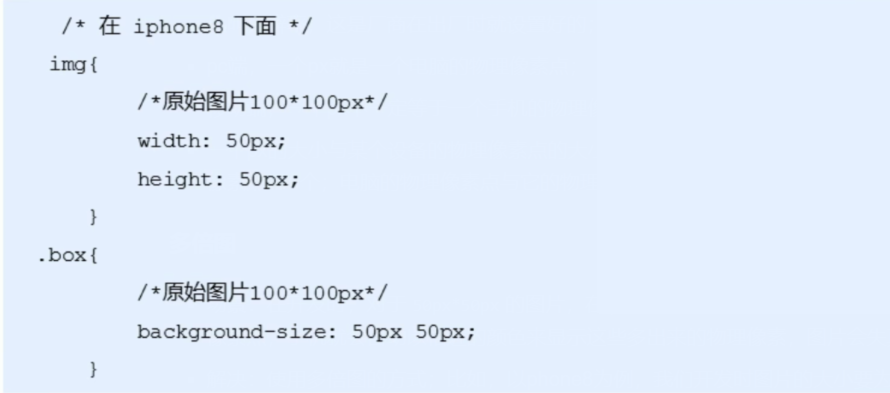 /* 在 iphone8 下面 */
img{
/*原始图片100*100px*/
width: 50px;
height: 50px;
}
.box{
/*原始图片100*100px*/
background-size: 50px 50px;
}